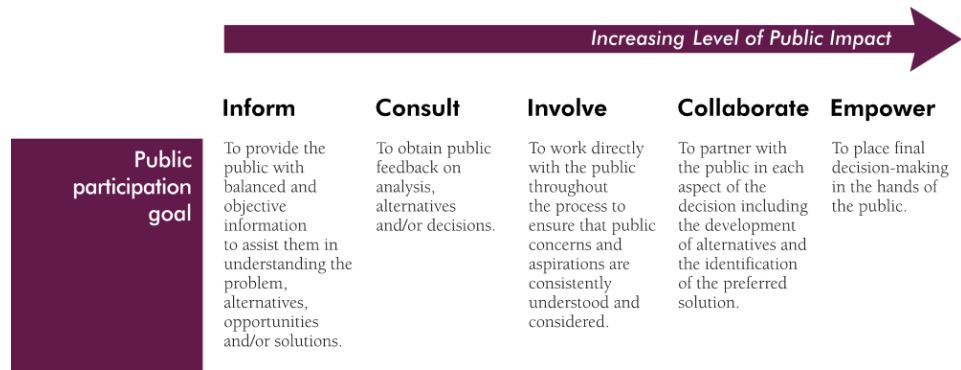 Increasing Level of Public Impact
Inform
Consult
Involve
Collaborate
Empower
Public
participation
goal
To provide the
public with
balanced and
objective
information
to assist them in
understanding the
problem,
alternatives,
opportunities
and/or solutions.
To obtain public
feedback on
analysis,
alternatives
and/or decisions.
To work directly
with the public
throughout
the process to
ensure that public
concerns and
aspirations are
consistently
understood and
considered.
To partner with
the public in each
aspect of the
decision including
the development
of alternatives and
the identification
of the preferred
solution.
To place final
decision-making
in the hands of
the public.